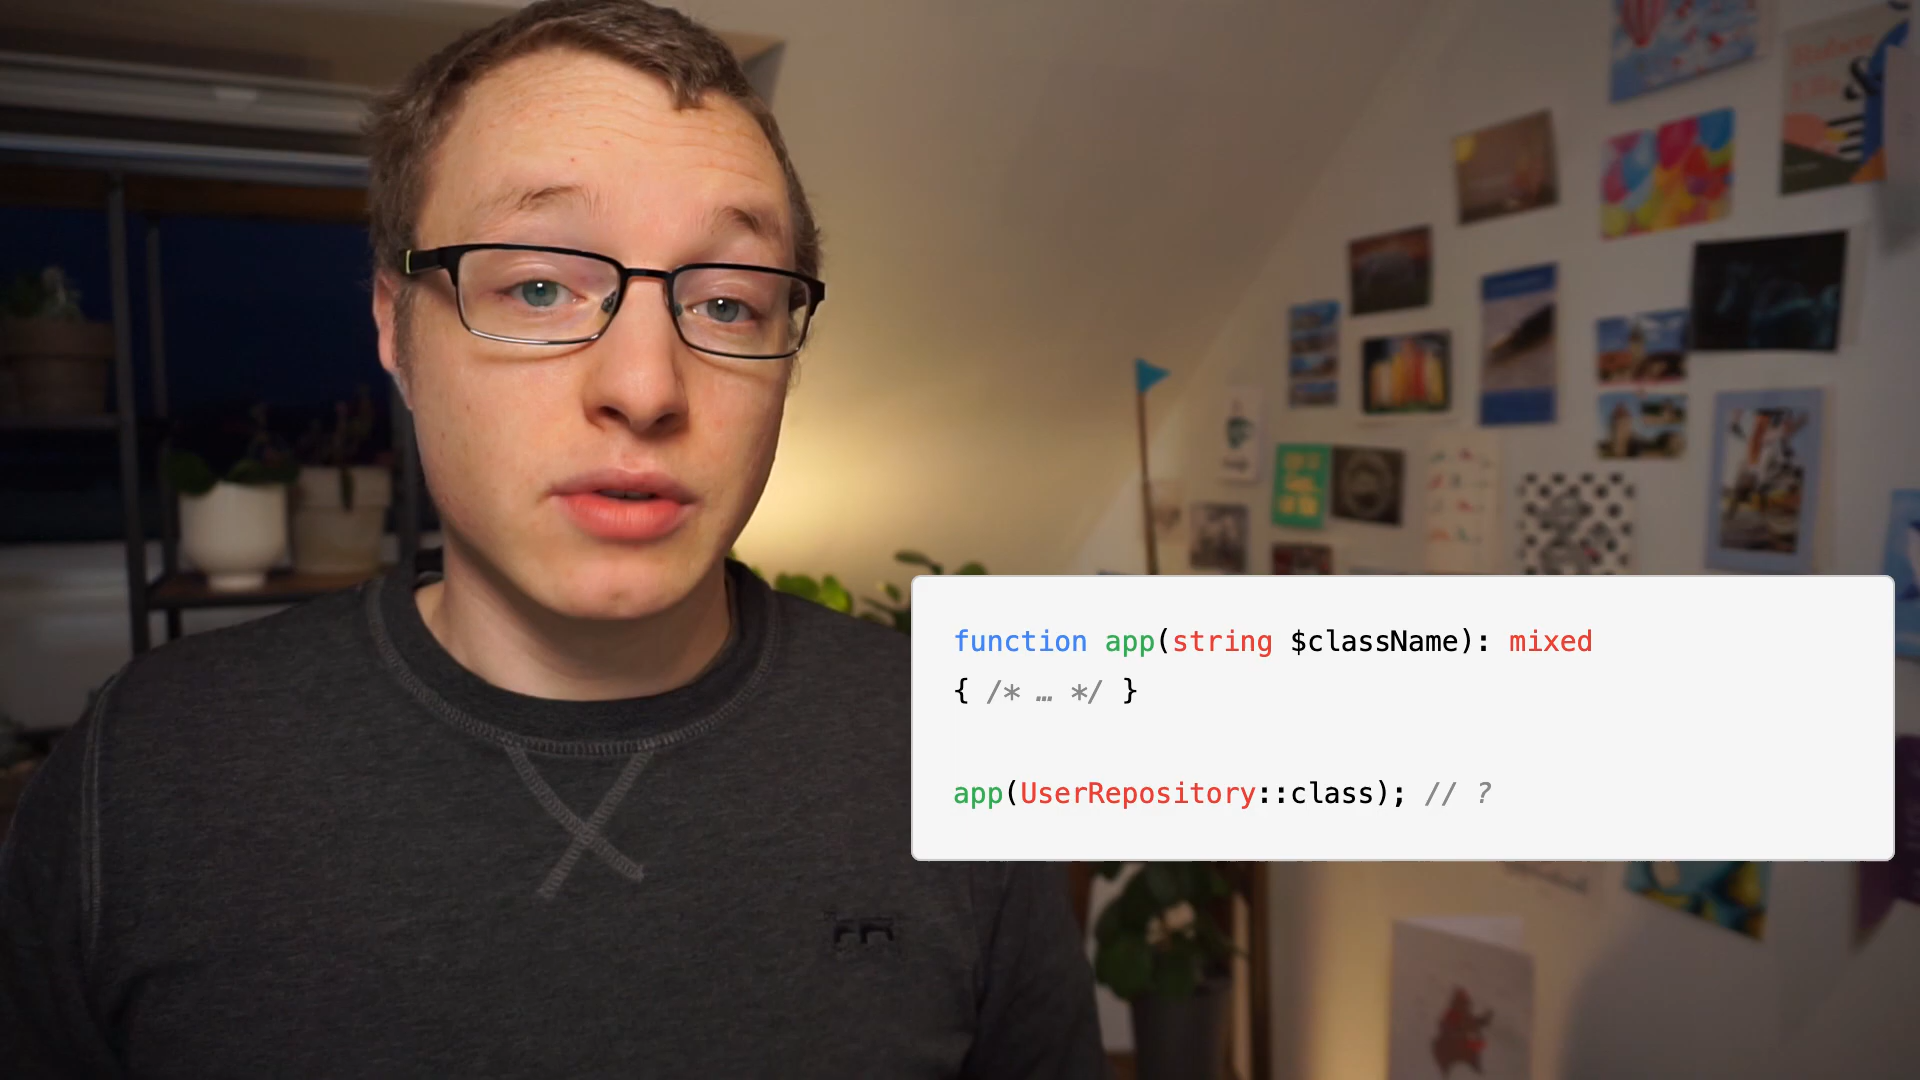 function app(string $className): mixed
{ /* … */ }
app(UserRepository::class); // ?